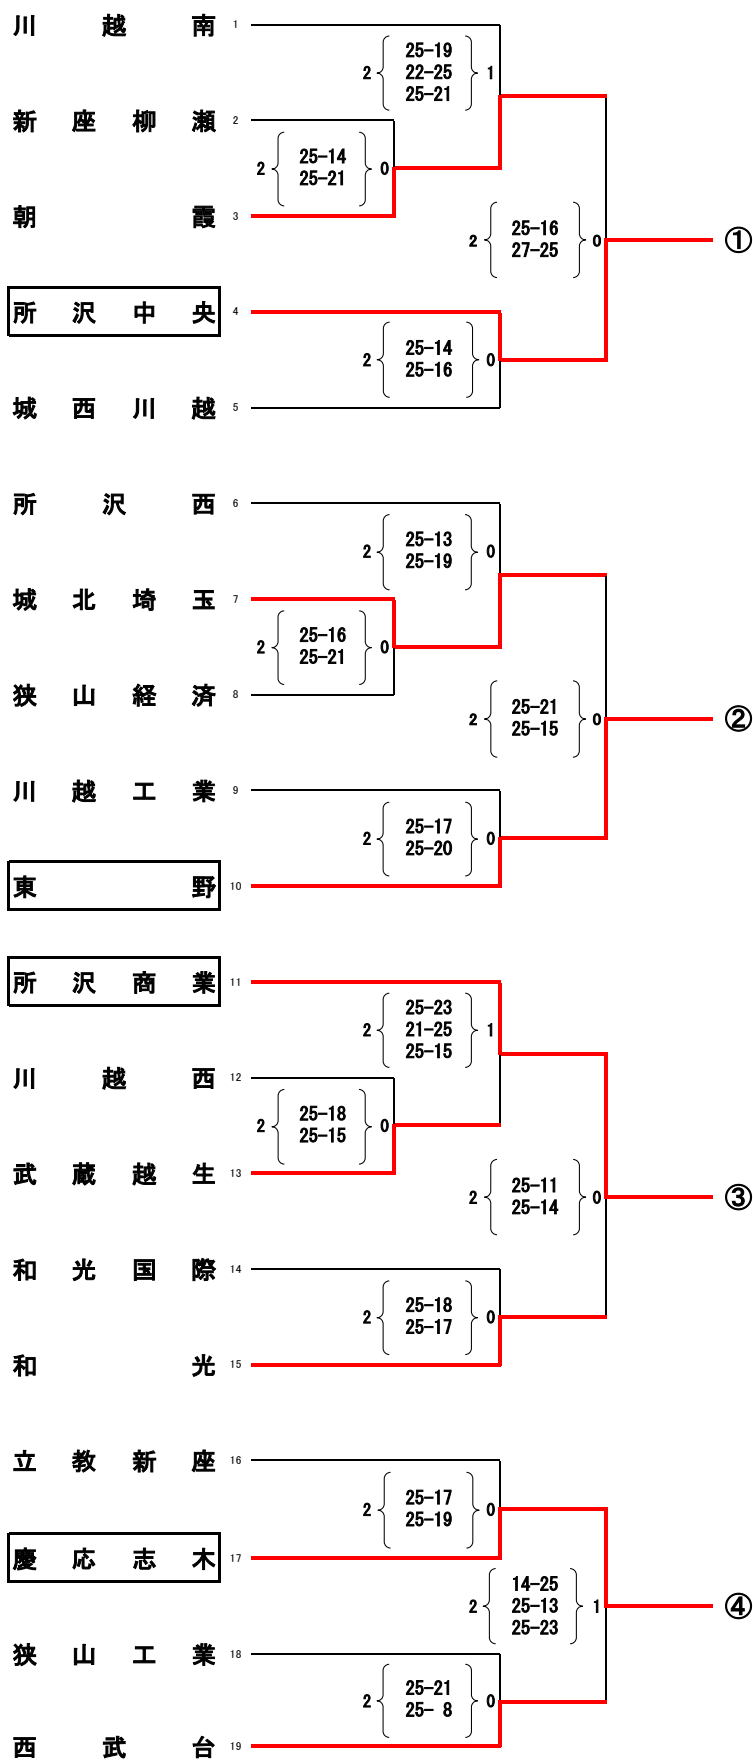 川越南 1
25-19
2 22-25 1
25-21
新座柳瀬 2
25-14
2 25-21 0
朝霞 3
25-16
2 27-25 0
①
所沢中央 4
25-14
2 25-16 0
城西川越 5
所沢西 6
25-13
2 25-19 0
城北埼玉 7
25-16
2 25-21 0
狭山経済 8
25-21
2 25-15 0
②
川越工業 9
25-17
2 25-20 0
東野 10
所沢商業 11
25-23
2 21-25 1
25-15
川越西 12
25-18
2 25-15 0
武蔵越生 13
25-11
2 25-14 0
③
和光国際 14
25-18
2 25-17 0
和光 15
立教新座 16
25-17
2 25-19 0
慶応志木 17
14-25
2 25-13 1
25-23
④
狭山工業 18
25-21
2 25- 8 0
西武台 19